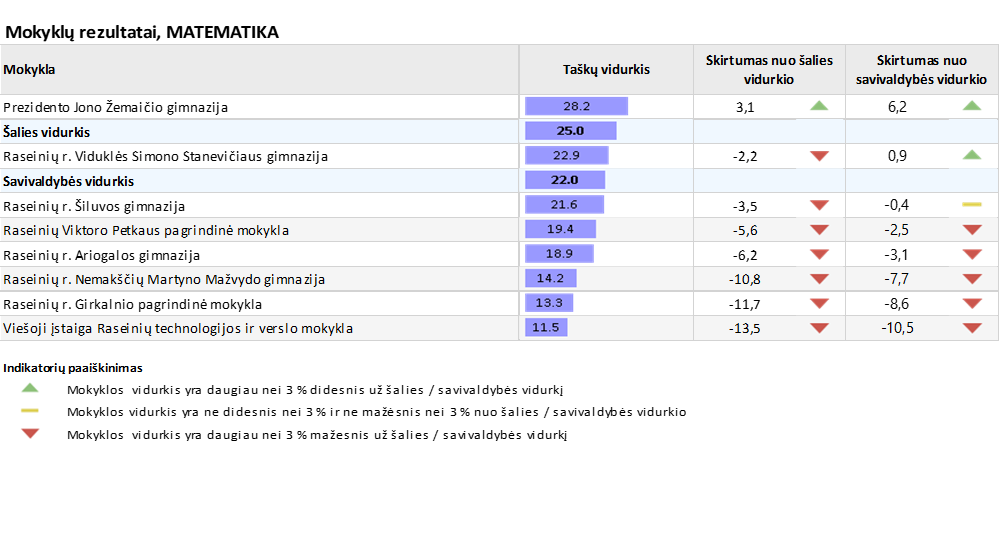 Mokyklų rezultatai, MATEMATIKA
Mokykla Taškų vidurkis Skirtumas nuo šalies vidurkio Skirtumas nuo savivaldybės vidurkio
Prezidento Jono Žemaičio gimnazija 28.2 3,1 6,2
Šalies vidurkis 25.0
Raseinių r. Viduklės Simono Stanevičiaus gimnazija 22.9 -2,2 0,9
Savivaldybės vidurkis 22.0
Raseinių r. Šiluvos gimnazija 21.6 -3,5 -0,4
Raseinių Viktoro Petkaus pagrindinė mokykla 19.4 -5,6 -2,5
Raseinių r. Ariogalos gimnazija 18.9 -6,2 -3,1
Raseinių r. Nemakščių Martyno Mažvydo gimnazija 14.2 -10,8 -7,7
Raseinių r. Girkalnio pagrindinė mokykla 13.3 -11,7 -8,6
Viešoji įstaiga Raseinių technologijos ir verslo mokykla 11.5 -13,5 -10,5
Indikatorių paaiškinimas
Mokyklos vidurkis yra daugiau nei 3 % didesnis už šalies / savivaldybės vidurkį
Mokyklos vidurkis yra ne didesnis nei 3 % ir ne mažėsnis nei 3 % nuo šalies / savivaldybės vidurkio
Mokyklos vidurkis yra daugiau nei 3 % mažesnis už šalies / savivaldybės vidurkį